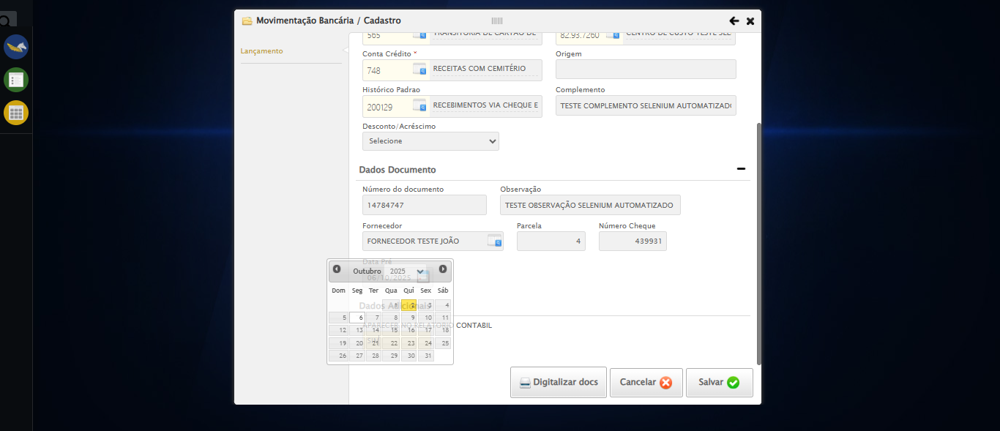 Movimentação Bancária / Cadastro
Lançamento
565 TRANSITÓRIA DE CARTÃO DE
82.93.7260 CENTRO DE CUSTO TESTE SEL
Conta Crédito * Origem
748 RECEITAS COM CEMITÉRIO
Histórico Padrao Complemento
200129 RECEBIMENTOS VIA CHEQUE E
TESTE COMPLEMENTO SELENIUM AUTOMATIZADO
Desconto/Acréscimo
Selecione
Dados Documento
Número do documento Observação
14784747 TESTE OBSERVAÇÃO SELENIUM AUTOMATIZADO
Fornecedor Parcela Número Cheque
FORNECEDOR TESTE JOÃO 4 439931
Data Pré
Outubro 2025
06/10/2025
Dom Seg Ter Qua Qui Sex Sáb
1 2 3 4
Dados Adicionais
5 6 7 8 9 10 11
APARECER NO RELATÓRIO CONTABIL
12 13 14 15 16 17 18
SIM
19 20 21 22 23 24 25
26 27 28 29 30 31
Digitalizar docs Cancelar Salvar